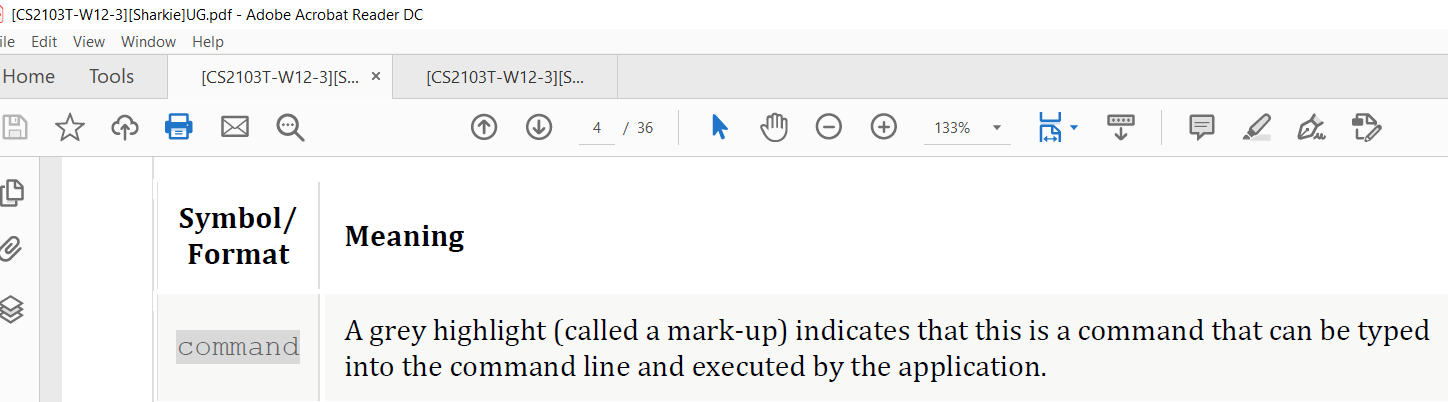 [CS2103T-W12-3][Sharkie]UG.pdf - Adobe Acrobat Reader DC
ile Edit View Window Help
Home Tools [CS2103T-W12-3][S... × [CS2103T-W12-3][S...
4 / 36 133%
Symbol/ Meaning
Format
command
A grey highlight (called a mark-up) indicates that this is a command that can be typed
into the command line and executed by the application.